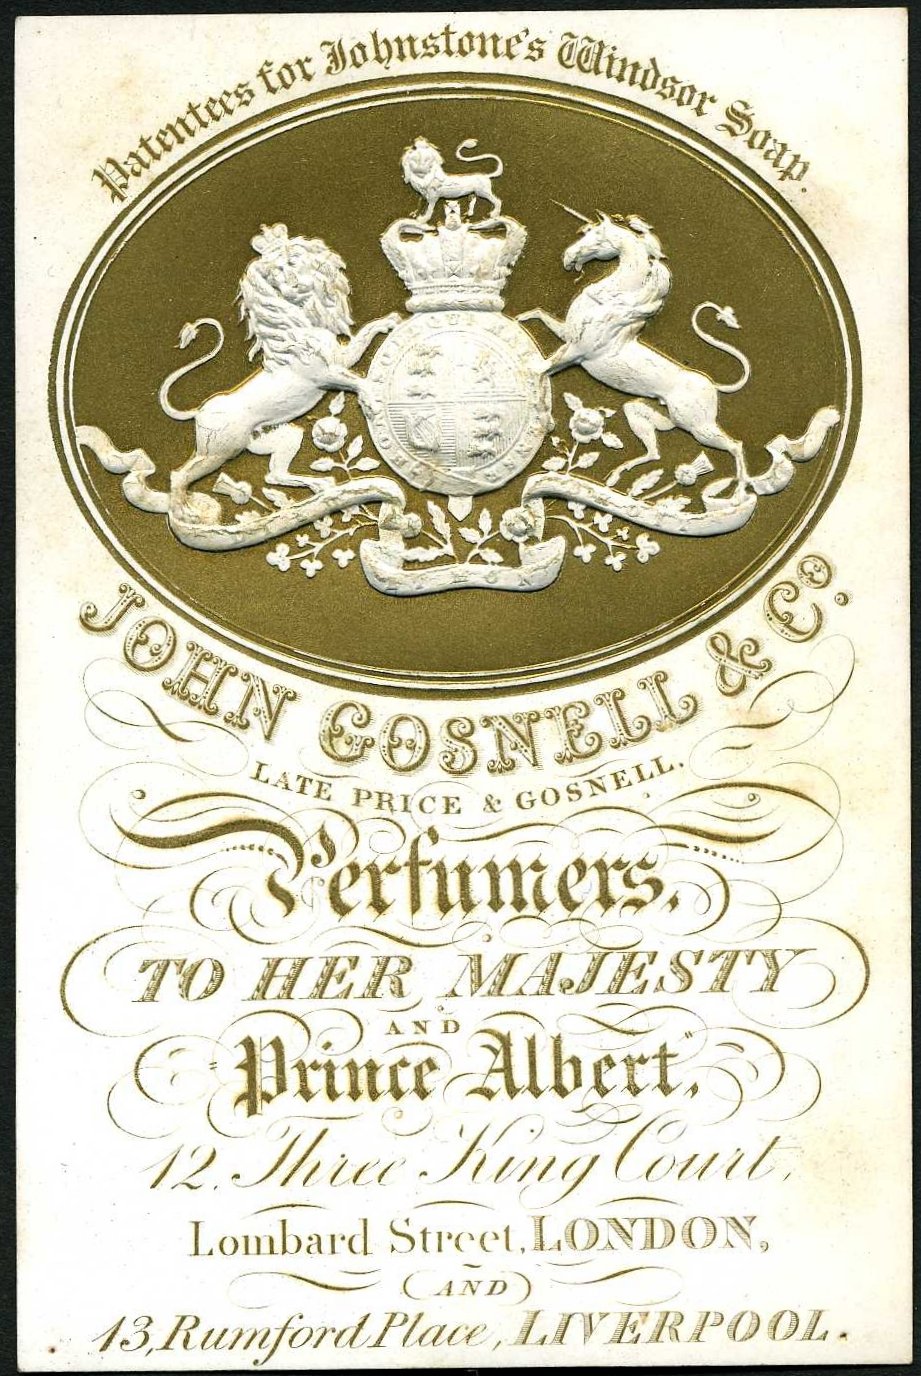 Patentees for Johnstone's Windsor Soap.
JOHN GOSNELL & Co.
LATE PRICE & GOSNELL.
Perfumers.
TO HER MAJESTY
AND
Prince Albert,
12, Three King Court,
Lombard Street, LONDON,
(AND)
13, Rumford Place, LIVERPOOL.